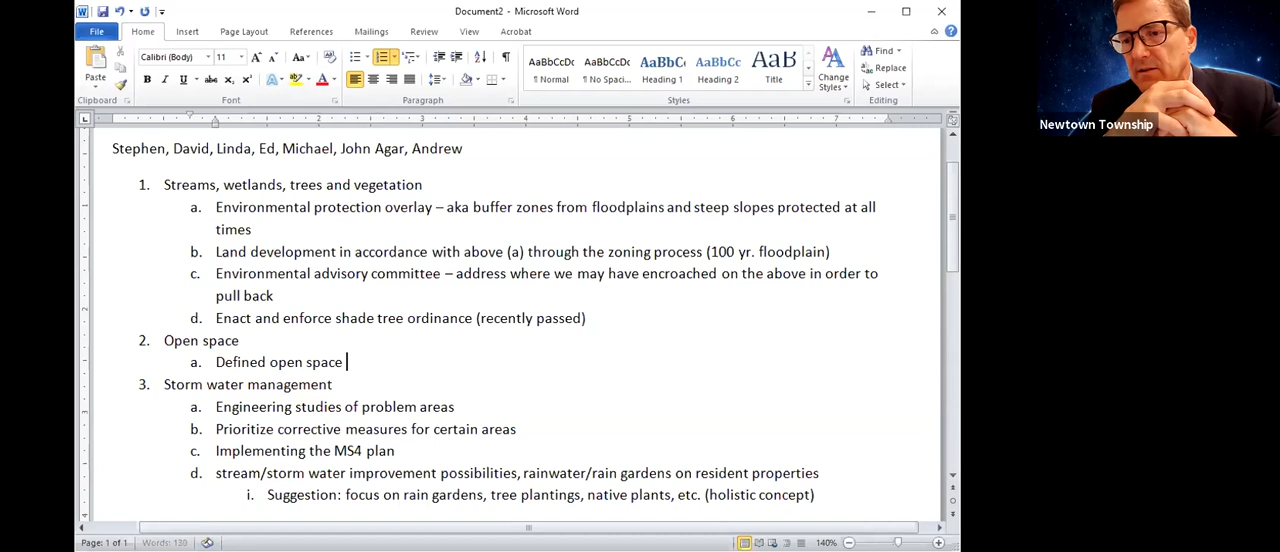 Document2 - Microsoft Word
File Home Insert Page Layout References Mailings Review View Acrobat
Calibri (Body) 11
Paste
AaBbCcDc AaBbCcDc AaBbC AaBbCc AaB
¶ Normal ¶ No Spaci... Heading 1 Heading 2 Title
Change Styles
Find
Replace
Select
Clipboard Font Paragraph Styles Editing
Newtown Township
Stephen, David, Linda, Ed, Michael, John Agar, Andrew
1. Streams, wetlands, trees and vegetation
a. Environmental protection overlay – aka buffer zones from floodplains and steep slopes protected at all
times
b. Land development in accordance with above (a) through the zoning process (100 yr. floodplain)
c. Environmental advisory committee – address where we may have encroached on the above in order to
pull back
d. Enact and enforce shade tree ordinance (recently passed)
2. Open space
a. Defined open space
3. Storm water management
a. Engineering studies of problem areas
b. Prioritize corrective measures for certain areas
c. Implementing the MS4 plan
d. stream/storm water improvement possibilities, rainwater/rain gardens on resident properties
i. Suggestion: focus on rain gardens, tree plantings, native plants, etc. (holistic concept)
Page: 1 of 1 Words: 139 140%